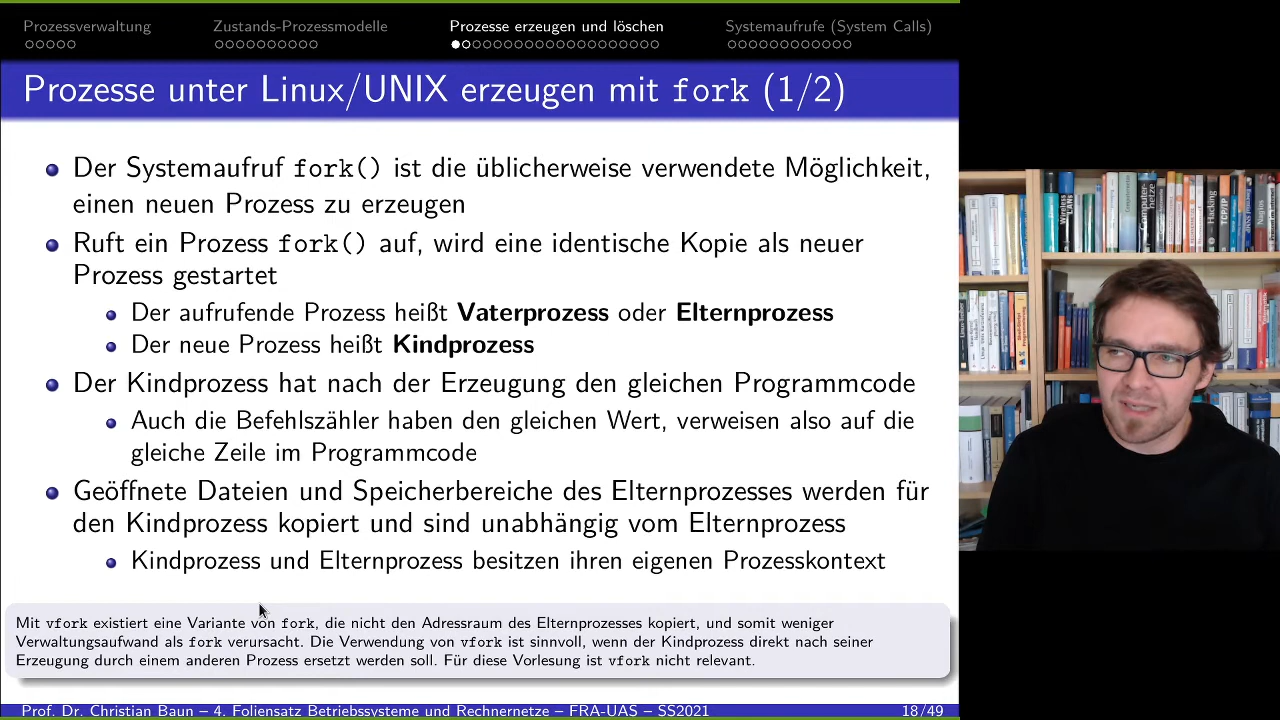 Prozessverwaltung Zustands-Prozessmodelle Prozesse erzeugen und löschen Systemaufrufe (System Calls)
Prozesse unter Linux/UNIX erzeugen mit fork (1/2)
Der Systemaufruf fork() ist die üblicherweise verwendete Möglichkeit,
einen neuen Prozess zu erzeugen
Ruft ein Prozess fork() auf, wird eine identische Kopie als neuer
Prozess gestartet
Der aufrufende Prozess heißt Vaterprozess oder Elternprozess
Der neue Prozess heißt Kindprozess
Der Kindprozess hat nach der Erzeugung den gleichen Programmcode
Auch die Befehlszähler haben den gleichen Wert, verweisen also auf die
gleiche Zeile im Programmcode
Geöffnete Dateien und Speicherbereiche des Elternprozesses werden für
den Kindprozess kopiert und sind unabhängig vom Elternprozess
Kindprozess und Elternprozess besitzen ihren eigenen Prozesskontext
Mit vfork existiert eine Variante von fork, die nicht den Adressraum des Elternprozesses kopiert, und somit weniger
Verwaltungsaufwand als fork verursacht. Die Verwendung von vfork ist sinnvoll, wenn der Kindprozess direkt nach seiner
Erzeugung durch einem anderen Prozess ersetzt werden soll. Für diese Vorlesung ist vfork nicht relevant.
Prof. Dr. Christian Baun – 4. Foliensatz Betriebssysteme und Rechnernetze – FRA-UAS – SS2021 18/49
Wireless LANs
Computernetze
Hacking
TCP/IP
Nagios